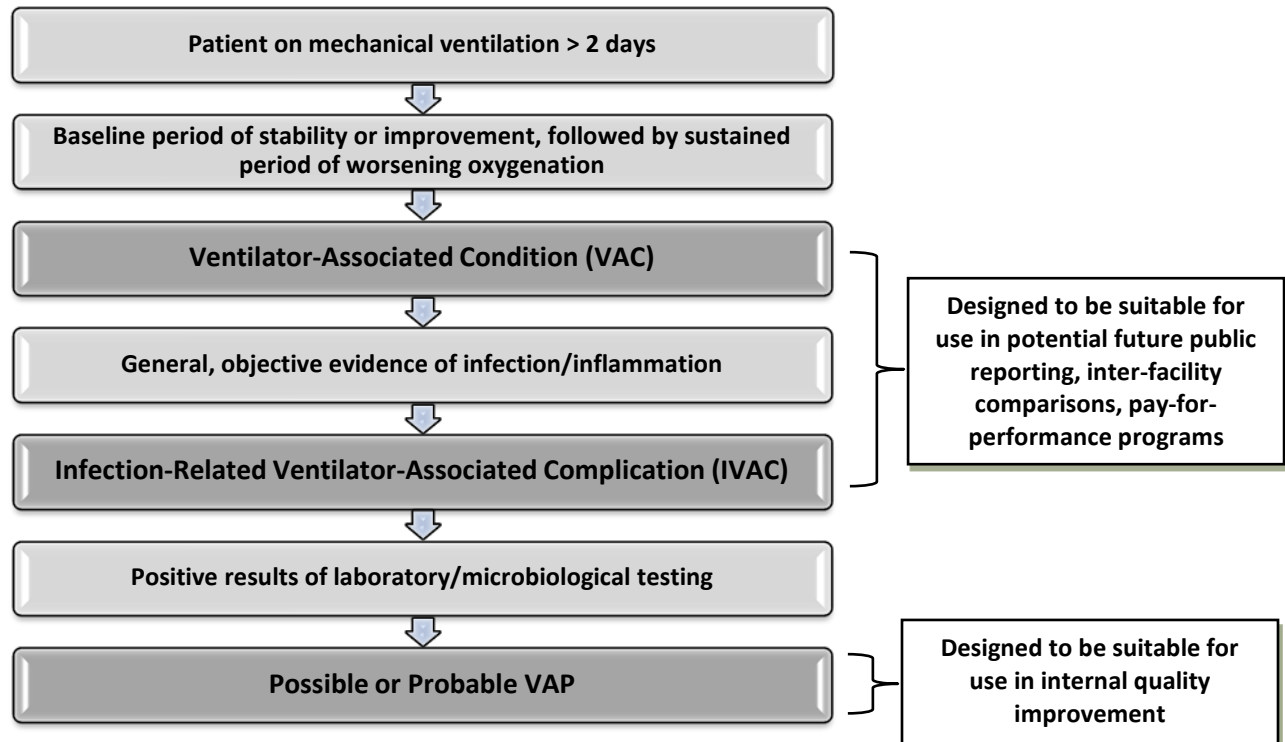 Patient on mechanical ventilation > 2 days
Baseline period of stability or improvement, followed by sustained
period of worsening oxygenation
Ventilator-Associated Condition (VAC)
General, objective evidence of infection/inflammation
Infection-Related Ventilator-Associated Complication (IVAC)
Positive results of laboratory/microbiological testing
Possible or Probable VAP
Designed to be suitable for
use in potential future public
reporting, inter-facility
comparisons, pay-for-
performance programs
Designed to be suitable for
use in internal quality
improvement